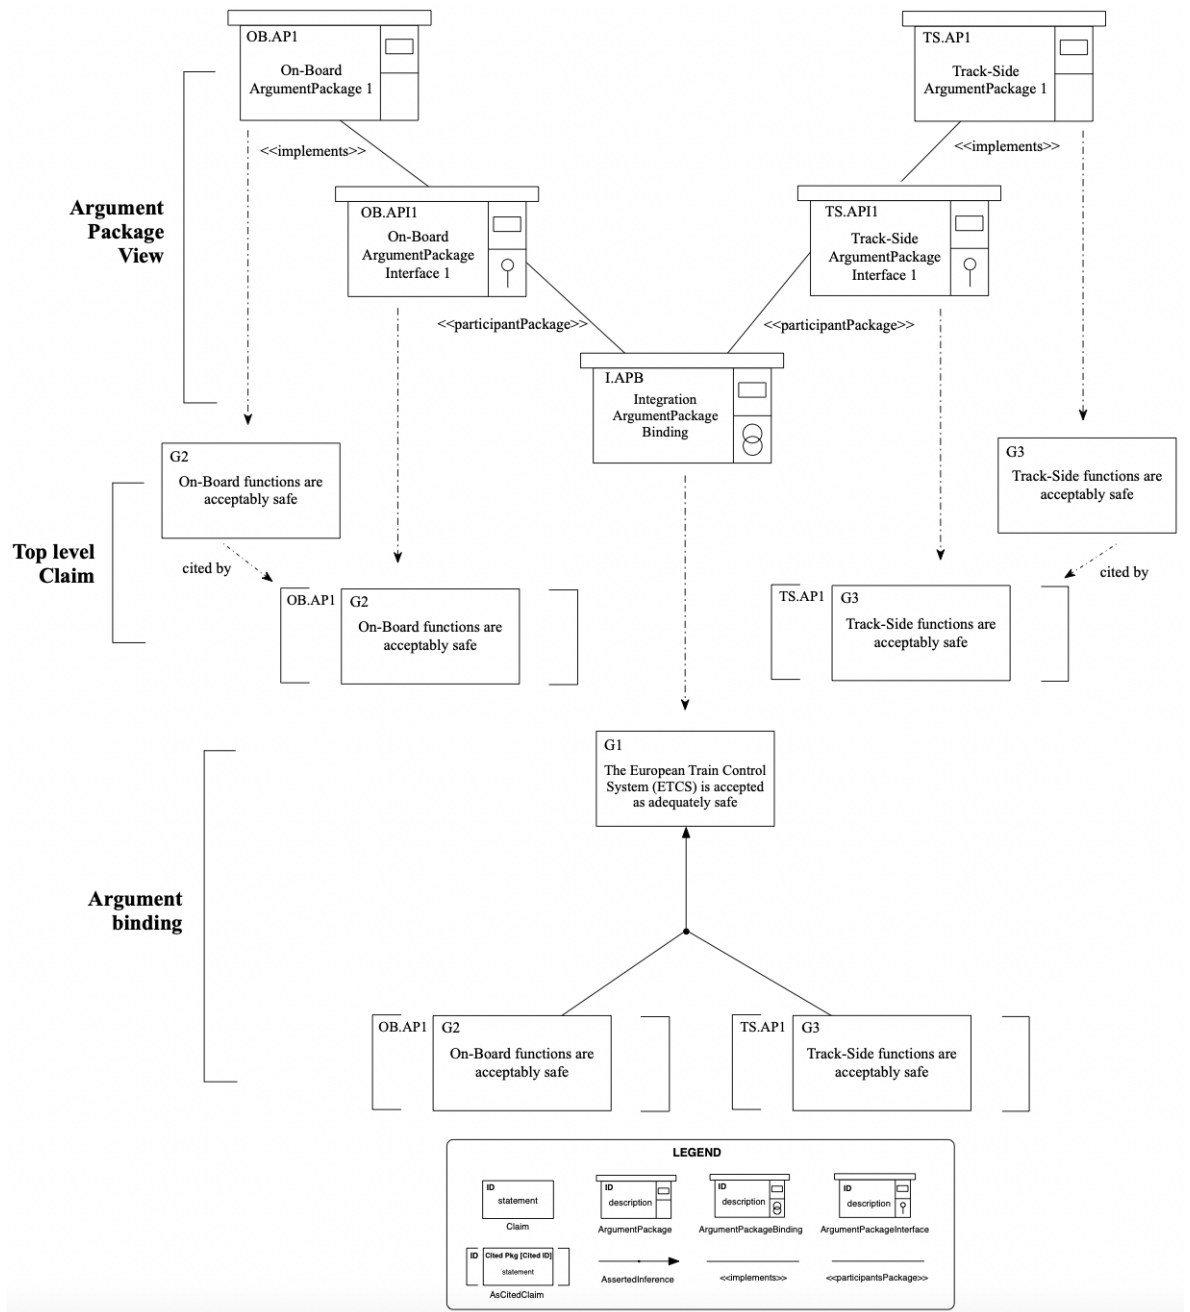 OB.AP1
On-Board
ArgumentPackage 1
TS.AP1
Track-Side
ArgumentPackage 1
<<implements>>
<<implements>>
Argument
Package
View
OB.API1
On-Board
ArgumentPackage
Interface 1
TS.API1
Track-Side
ArgumentPackage
Interface 1
<<participantPackage>>
<<participantPackage>>
I.APB
Integration
ArgumentPackage
Binding
G2
On-Board functions are
acceptably safe
G3
Track-Side functions are
acceptably safe
Top level
Claim
cited by
cited by
OB.AP1
G2
On-Board functions are
acceptably safe
TS.AP1
G3
Track-Side functions are
acceptably safe
G1
The European Train Control
System (ETCS) is accepted
as adequately safe
Argument
binding
OB.AP1
G2
On-Board functions are
acceptably safe
TS.AP1
G3
Track-Side functions are
acceptably safe
LEGEND
ID
statement
Claim
ID
description
ArgumentPackage
ID
description
ArgumentPackageBinding
ID
description
ArgumentPackageInterface
ID
Cited Pkg [Cited ID]
statement
AsCitedClaim
AssertedInference
<<implements>>
<<participantsPackage>>